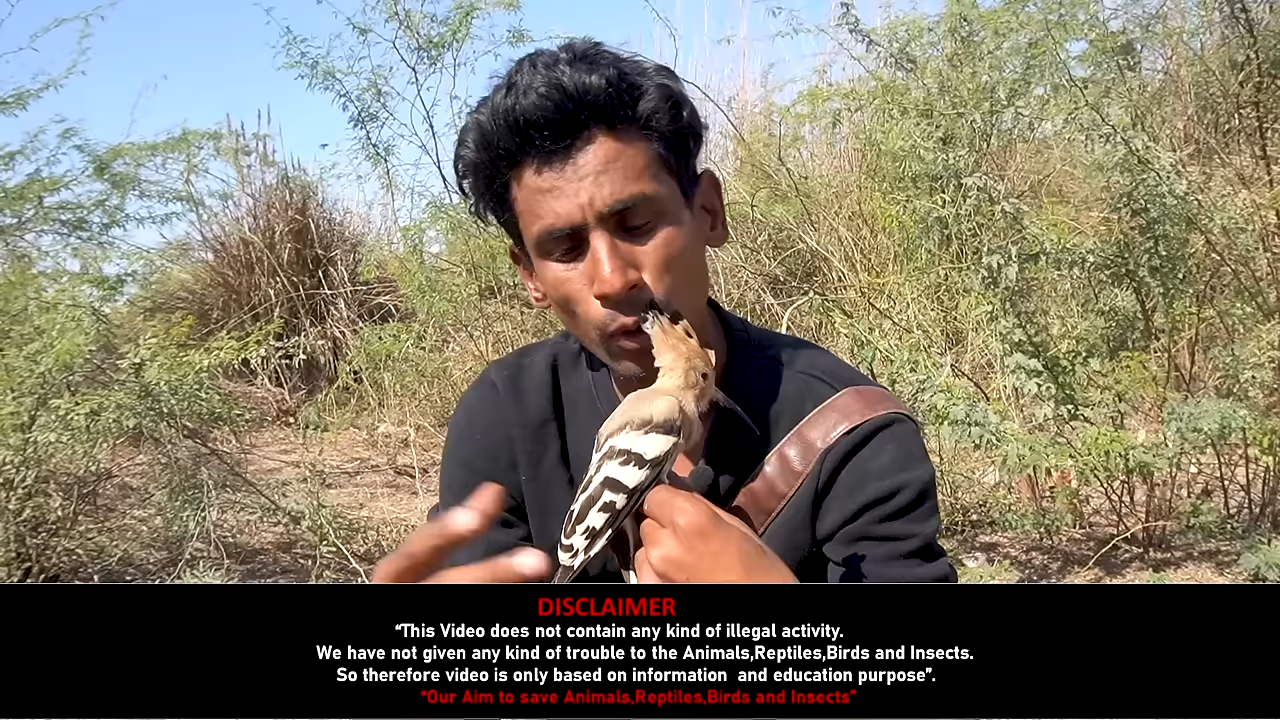 DISCLAIMER
“This Video does not contain any kind of illegal activity.
We have not given any kind of trouble to the Animals,Reptiles,Birds and Insects.
So therefore video is only based on information and education purpose”.
“Our Aim to save Animals,Reptiles,Birds and Insects”